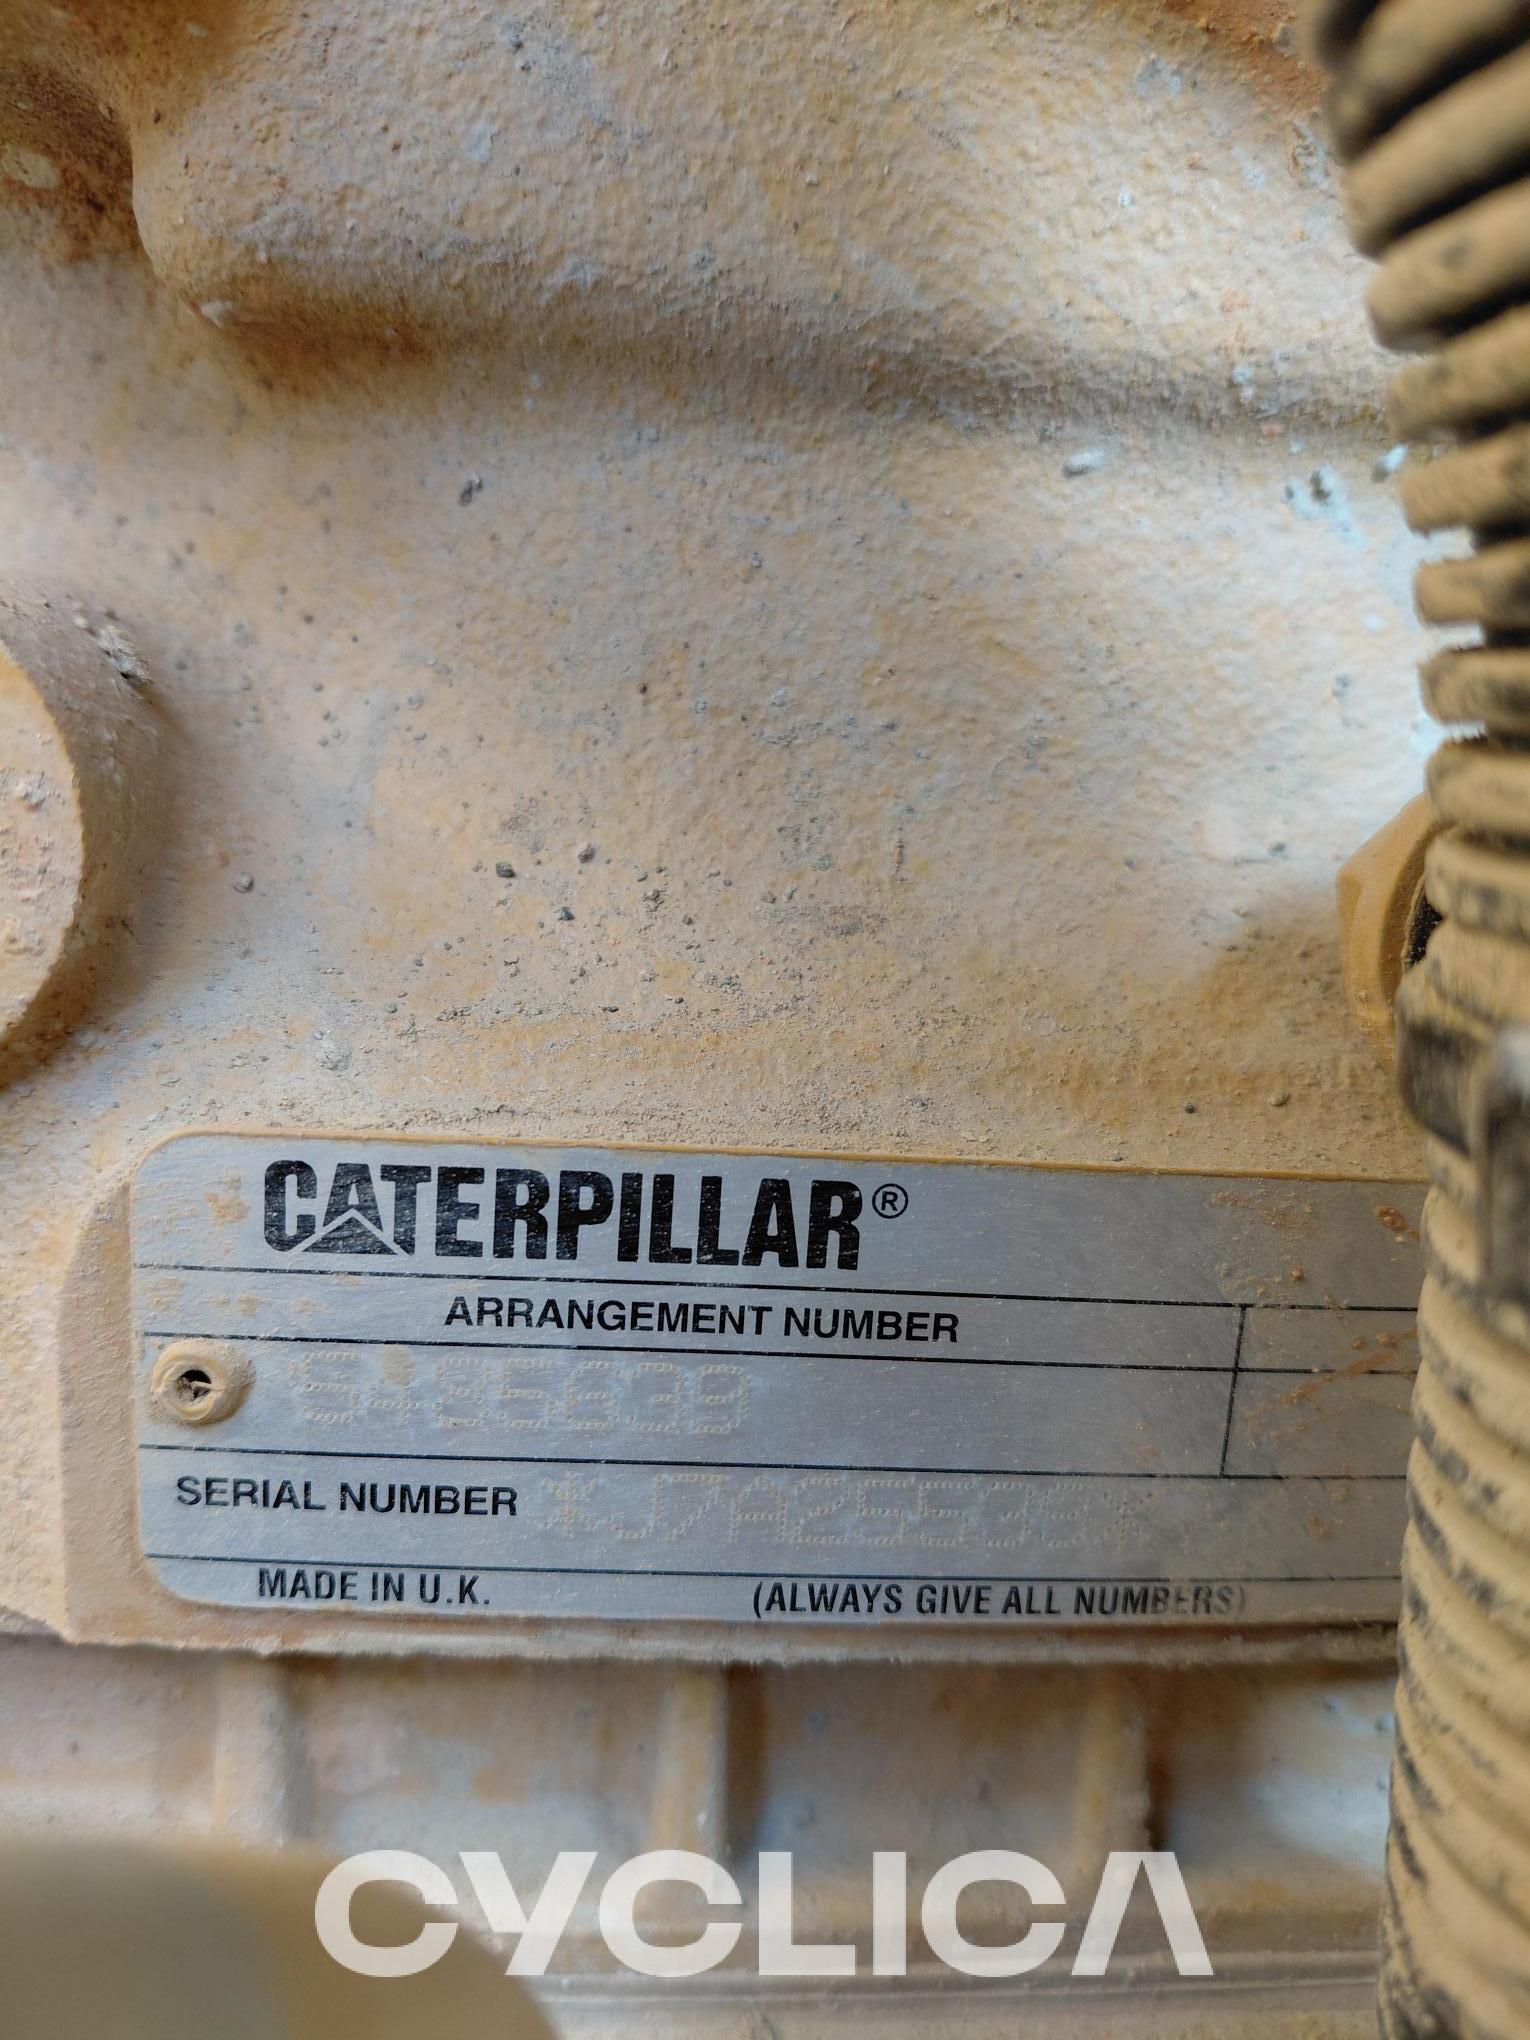 CATERPILLAR®
ARRANGEMENT NUMBER
SERIAL NUMBER
MADE IN U.K. (ALWAYS GIVE ALL NUMBERS)
CYCLICA